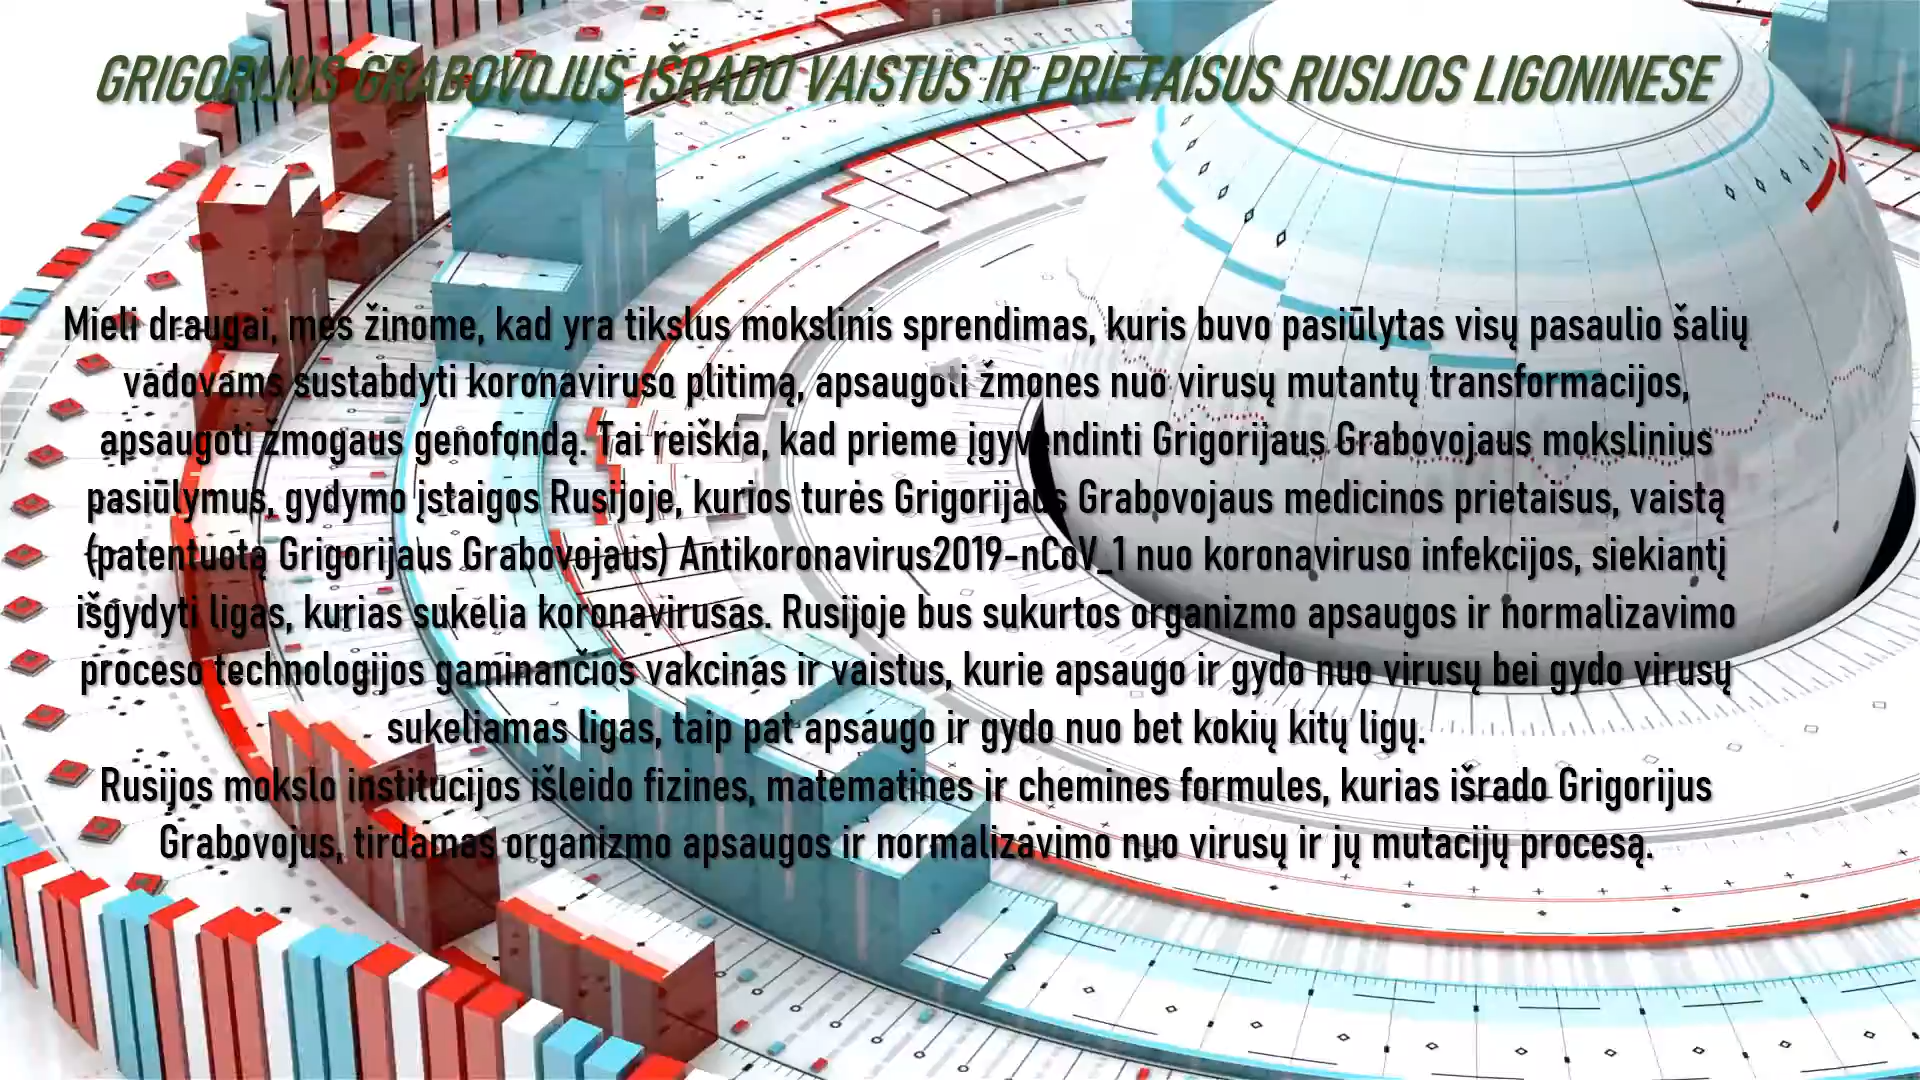 GRIGORIJUS GRABOVOJUS IŠRADO VAISTUS IR PRIETAISUS RUSIJOS LIGONINESE
Mieli draugai, mes žinome, kad yra tikslus mokslinis sprendimas, kuris buvo pasiūlytas visų pasaulio šalių
vadovams sustabdyti koronaviruso plitimą, apsaugoti žmones nuo virusų mutantų transformacijos,
apsaugoti žmogaus genofondą. Tai reiškia, kad prieme įgyvendinti Grigorijaus Grabovojaus mokslinius
pasiūlymus, gydymo įstaigos Rusijoje, kurios turės Grigorijaus Grabovojaus medicinos prietaisus, vaistą
(patentuotą Grigorijaus Grabovojaus) Antikoronavirus2019-nCoV_1 nuo koronaviruso infekcijos, siekiantį
išgydyti ligas, kurias sukelia koronavirusas. Rusijoje bus sukurtos organizmo apsaugos ir normalizavimo
proceso technologijos gaminančios vakcinas ir vaistus, kurie apsaugo ir gydo nuo virusų bei gydo virusų
sukeliamas ligas, taip pat apsaugo ir gydo nuo bet kokių kitų ligų.
Rusijos mokslo institucijos išleido fizines, matematines ir chemines formules, kurias išrado Grigorijus
Grabovojus, tirdamas organizmo apsaugos ir normalizavimo nuo virusų ir jų mutacijų procesą.